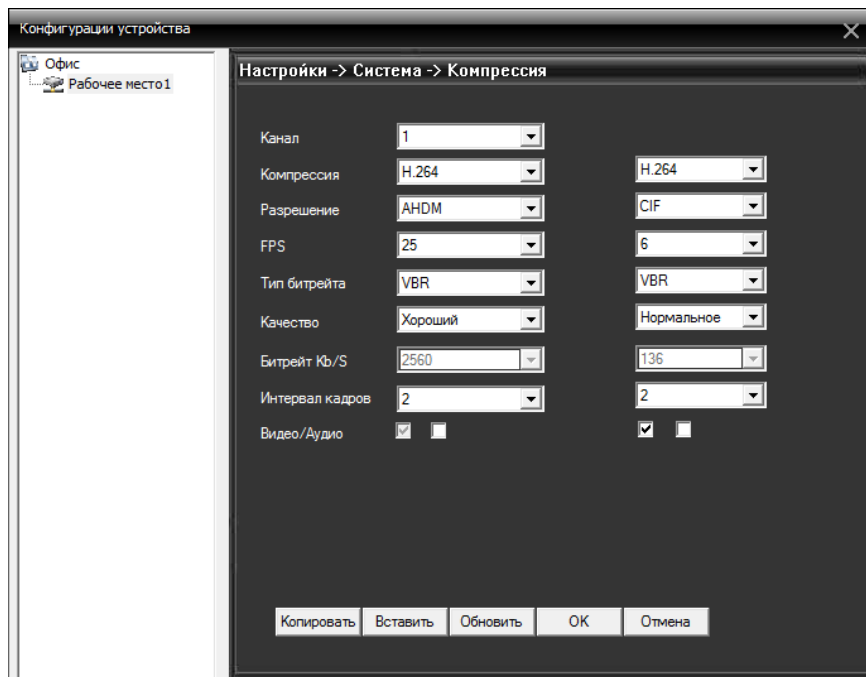 Конфигурации устройства
Офис
Рабочее место1
Настройки -> Система -> Компрессия
Канал 1
Компрессия H.264 H.264
Разрешение AHDM CIF
FPS 25 6
Тип битрейта VBR VBR
Качество Хороший Нормальное
Битрейт Kb/S 2560 136
Интервал кадров 2 2
Видео/Аудио
Копировать Вставить Обновить OK Отмена